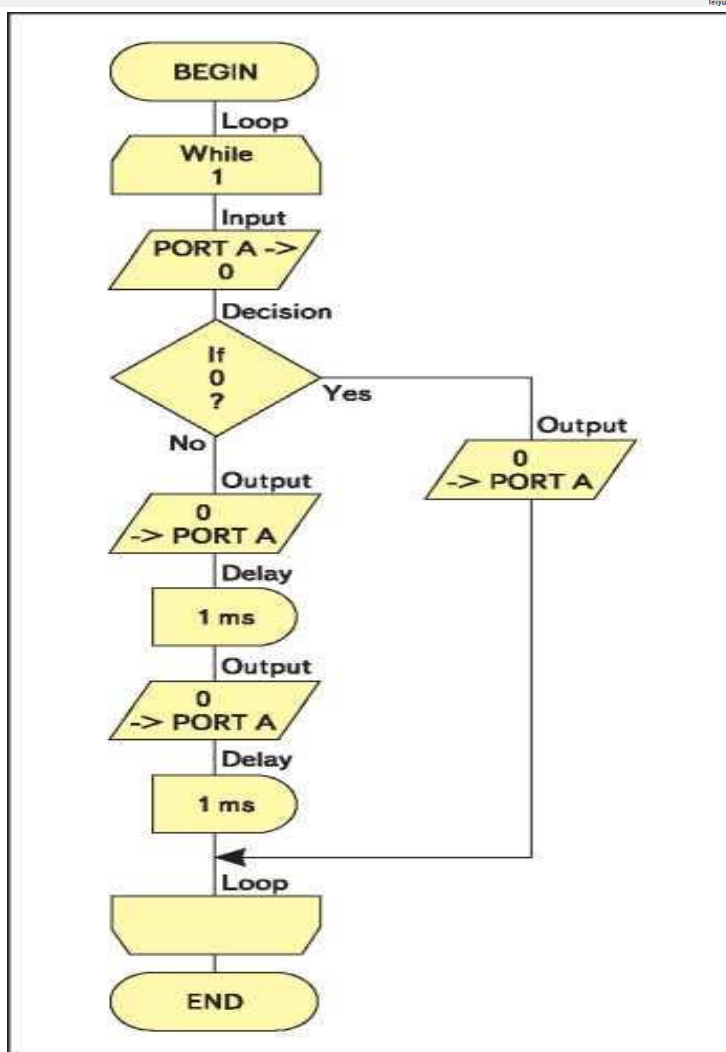 BEGIN
Loop
While
1
Input
PORT A ->
0
Decision
If
0
?
Yes
No
Output
0
-> PORT A
Output
0
-> PORT A
Delay
1 ms
Output
0
-> PORT A
Delay
1 ms
Loop
END